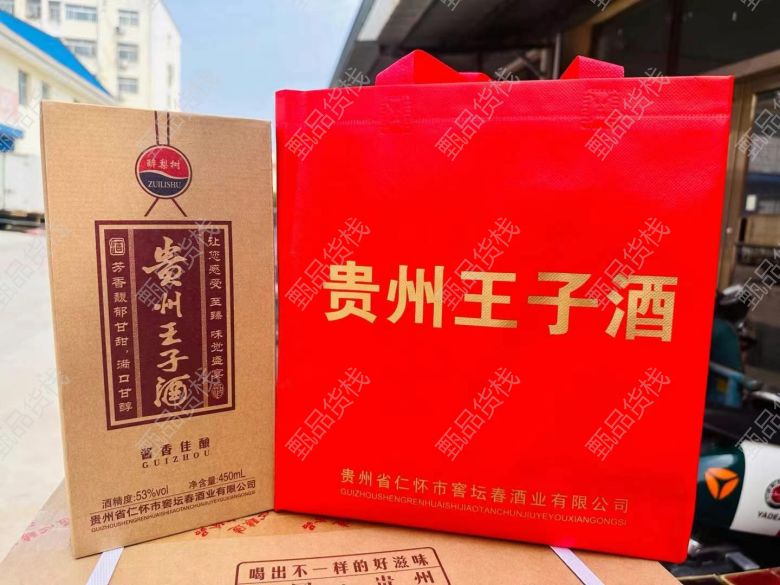 醉梨树
ZUILISHU
让您感受 至臻 味觉盛宴
贵州王子酒
芳香馥郁甘甜，满口甘醇
酱香佳酿
GUIZHOU
酒精度:53%vol 净含量:450mL
贵州省仁怀市窖坛春酒业有限公司
贵州王子酒
贵州省仁怀市窖坛春酒业有限公司
GUIZHOUSHENGRENHUAISHIJIAOTANCHUNJIUYEYOUXIANGONGSI
喝出不一样的好滋味
贵州
YADEA
甄品货栈